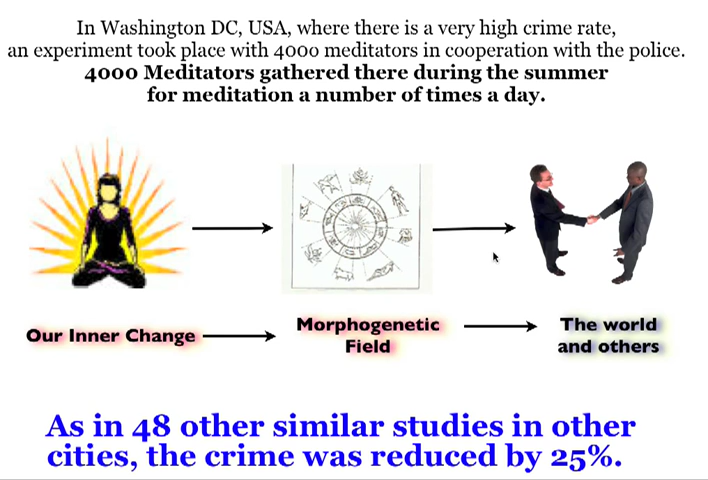 In Washington DC, USA, where there is a very high crime rate,
an experiment took place with 4000 meditators in cooperation with the police.
4000 Meditators gathered there during the summer
for meditation a number of times a day.
Our Inner Change
Morphogenetic
Field
The world
and others
As in 48 other similar studies in other
cities, the crime was reduced by 25%.